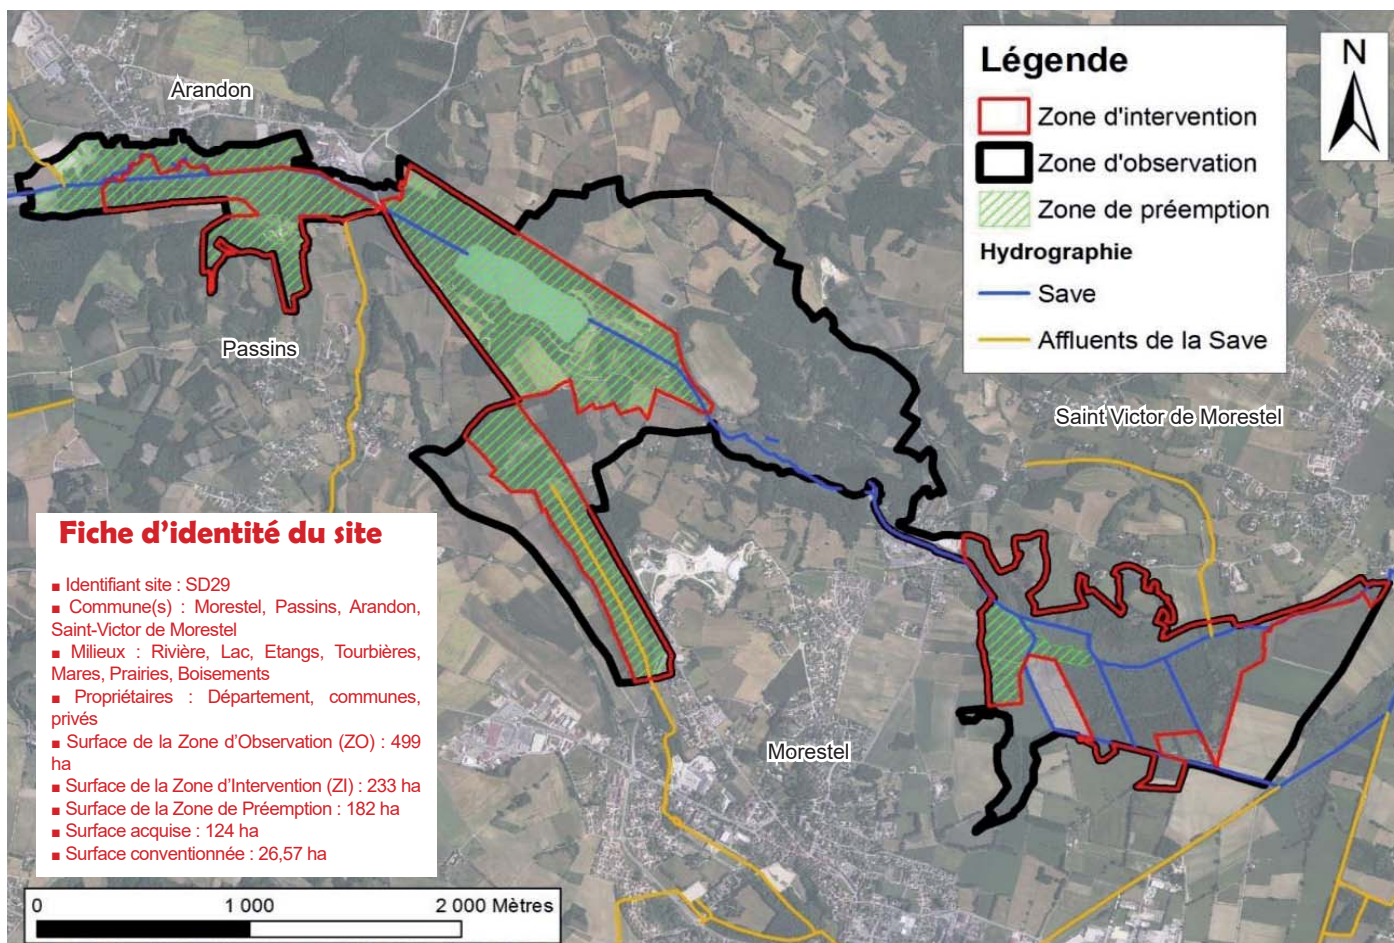 Arandon
Passins
Saint Victor de Morestel
Morestel
Légende
Zone d'intervention
Zone d'observation
Zone de préemption
Hydrographie
Save
Affluents de la Save
N
Fiche d’identité du site
■ Identifiant site : SD29
■ Commune(s) : Morestel, Passins, Arandon,
Saint-Victor de Morestel
■ Milieux : Rivière, Lac, Etangs, Tourbières,
Mares, Prairies, Boisements
■ Propriétaires : Département, communes,
privés
■ Surface de la Zone d’Observation (ZO) : 499
ha
■ Surface de la Zone d’Intervention (ZI) : 233 ha
■ Surface de la Zone de Préemption : 182 ha
■ Surface acquise : 124 ha
■ Surface conventionnée : 26,57 ha
0 1 000 2 000 Mètres